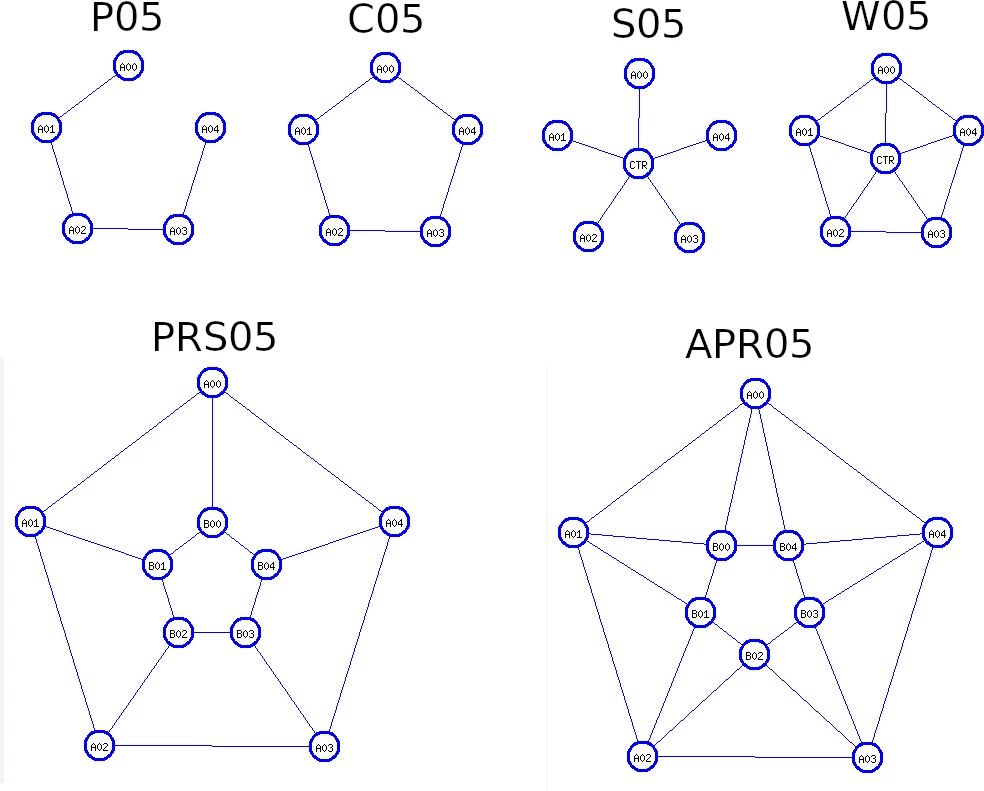 P05 C05 S05 W05
A00 A00 A00 A00
A01 A04 A01 A04 A01 A04 A01 A04
CTR CTR
A02 A03 A02 A03 A02 A03 A02 A03
PRS05 APR05
A00 A00
A01 B00 A04 A01 B00 B04 A04
B01 B04 B01 B03
B02 B03 B02
A02 A03 A02 A03